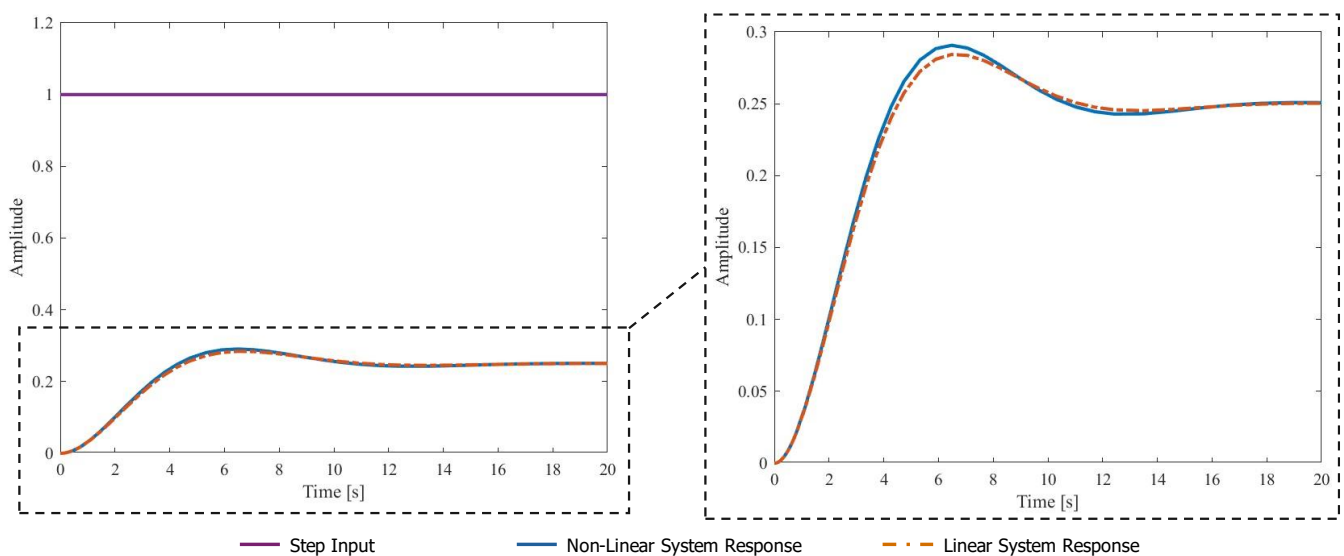 1.2
1
0.8
0.6
0.4
0.2
0
Amplitude
0 2 4 6 8 10 12 14 16 18 20
Time [s]
0.3
0.25
0.2
0.15
0.1
0.05
0
Amplitude
0 2 4 6 8 10 12 14 16 18 20
Time [s]
Step Input Non-Linear System Response Linear System Response